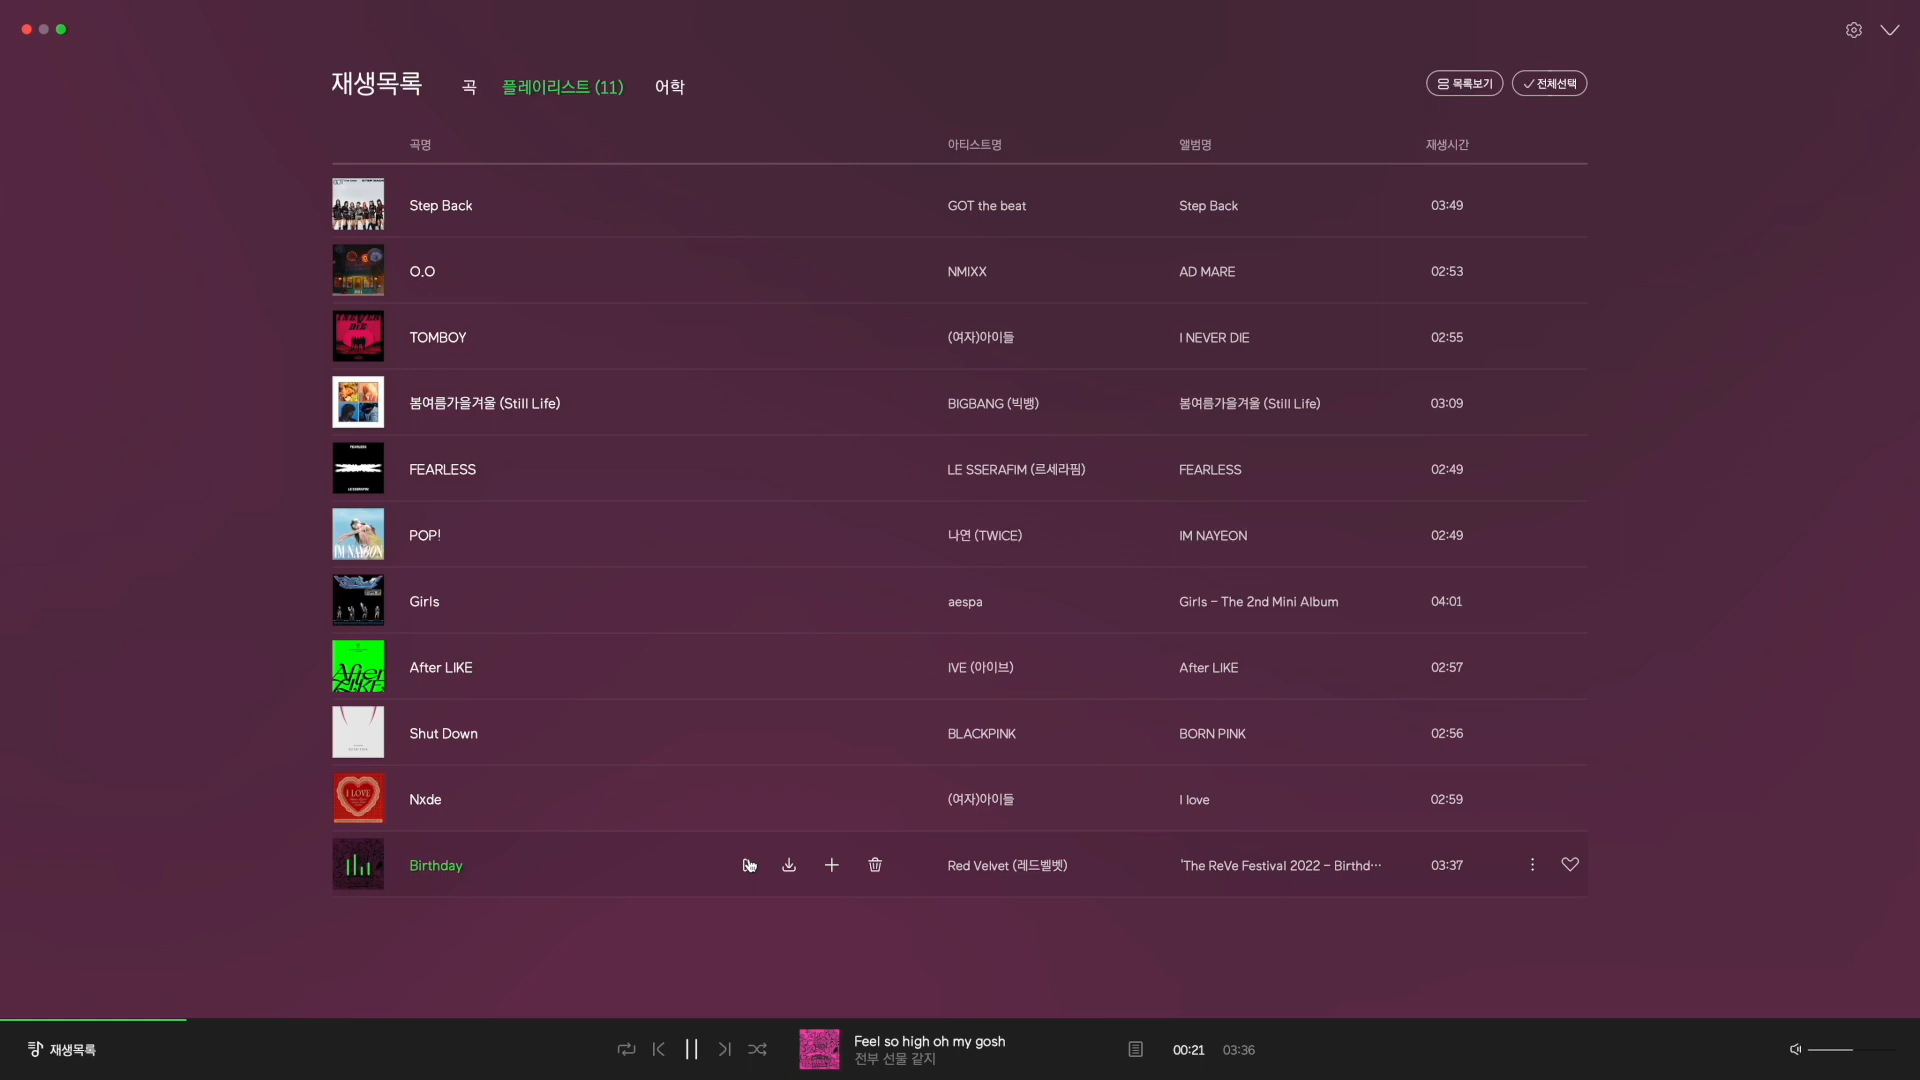 재생목록 곡 플레이리스트 (11) 어학 목록보기 전체선택
곡명 아티스트명 앨범명 재생시간
Step Back GOT the beat Step Back 03:49
O.O NMIXX AD MARE 02:53
TOMBOY (여자)아이들 I NEVER DIE 02:55
봄여름가을겨울 (Still Life) BIGBANG (빅뱅) 봄여름가을겨울 (Still Life) 03:09
FEARLESS LE SSERAFIM (르세라핌) FEARLESS 02:49
POP! 나연 (TWICE) IM NAYEON 02:49
IM NAYEON
Girls aespa Girls - The 2nd Mini Album 04:01
After LIKE IVE (아이브) After LIKE 02:57
After
LIKE
Shut Down BLACKPINK BORN PINK 02:56
Nxde (여자)아이들 I love 02:59
I LOVE
Birthday Red Velvet (레드벨벳) 'The ReVe Festival 2022 - Birthd… 03:37
재생목록 Feel so high oh my gosh 00:21 03:36
전부 선물 같지